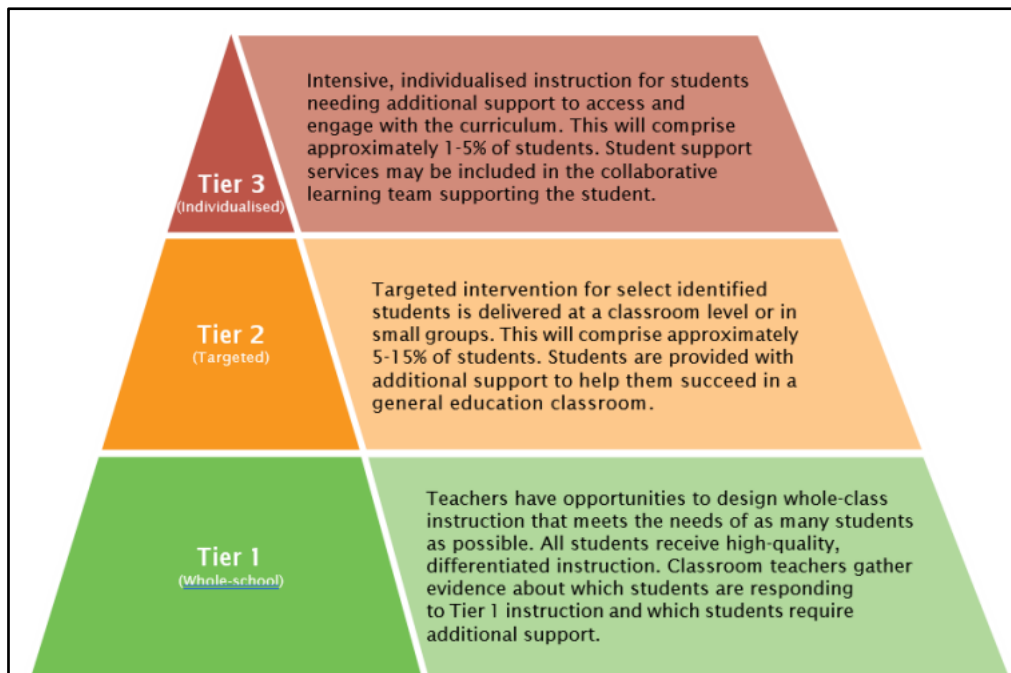 Tier 3
(Individualised)
Intensive, individualised instruction for students
needing additional support to access and
engage with the curriculum. This will comprise
approximately 1-5% of students. Student support
services may be included in the collaborative
learning team supporting the student.
Tier 2
(Targeted)
Targeted intervention for select identified
students is delivered at a classroom level or in
small groups. This will comprise approximately
5-15% of students. Students are provided with
additional support to help them succeed in a
general education classroom.
Tier 1
(Whole-school)
Teachers have opportunities to design whole-class
instruction that meets the needs of as many students
as possible. All students receive high-quality,
differentiated instruction. Classroom teachers gather
evidence about which students are responding
to Tier 1 instruction and which students require
additional support.